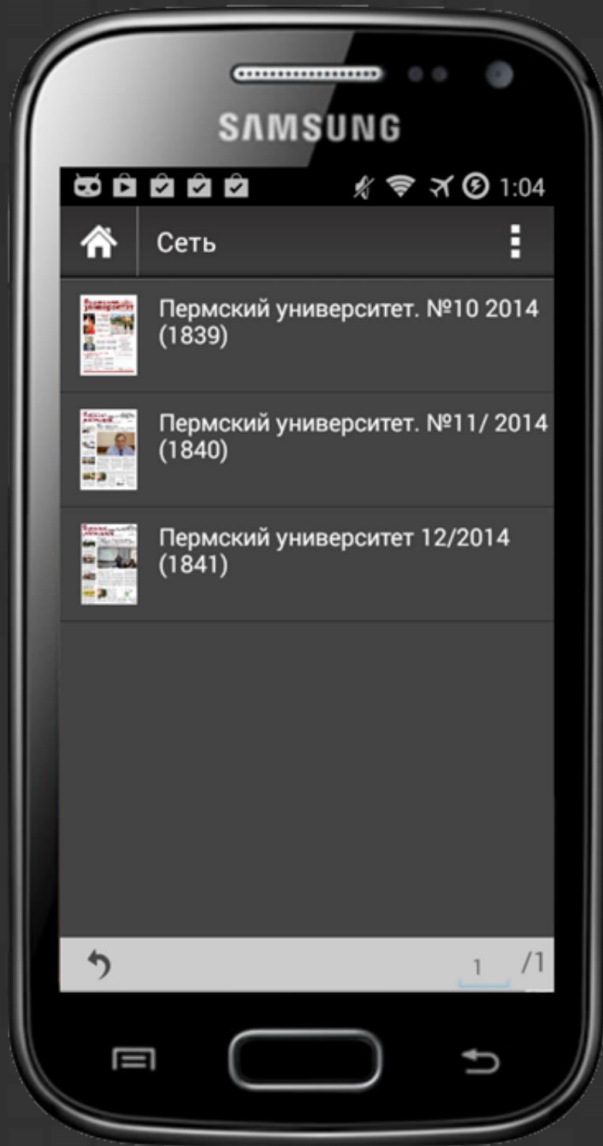 SAMSUNG
1:04
Сеть
Пермский университет. №10 2014
(1839)
Пермский университет. №11/ 2014
(1840)
Пермский университет 12/2014
(1841)
1 /1